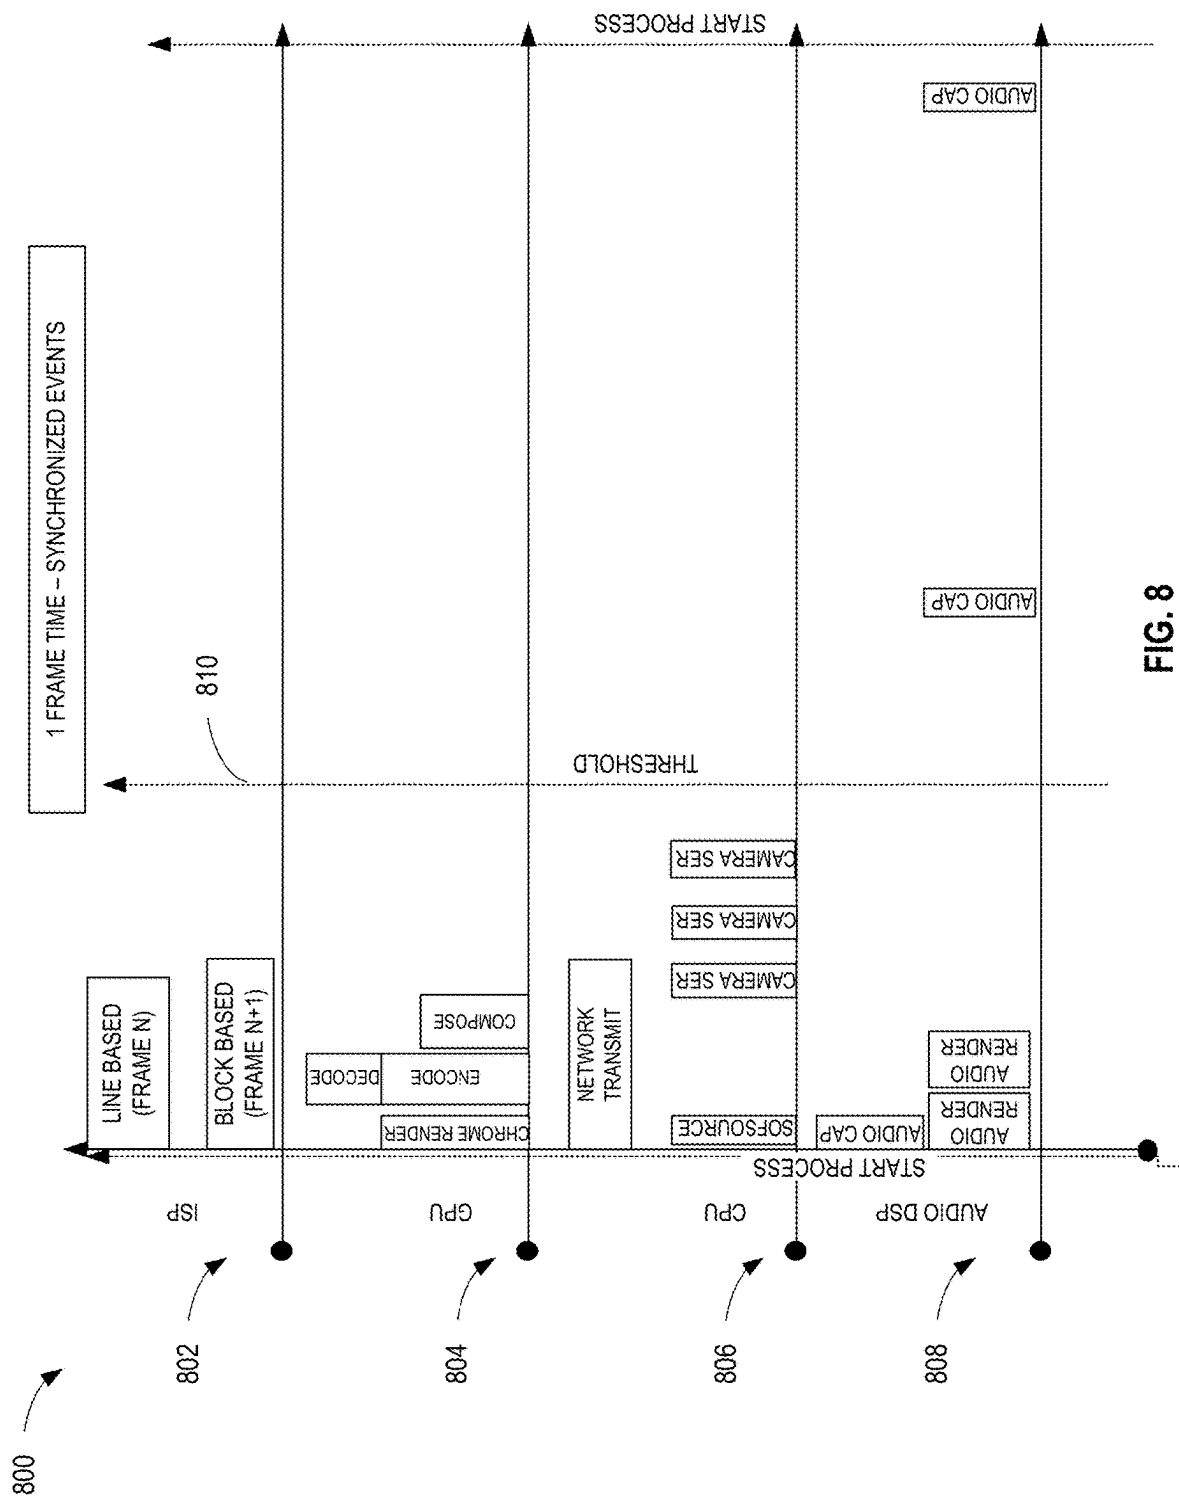 800
1 FRAME TIME – SYNCHRONIZED EVENTS
802
ISP
LINE BASED
(FRAME N)
BLOCK BASED
(FRAME N+1)
810
804
GPU
DECODE
CHROME RENDER
ENCODE
COMPOSE
THRESHOLD
START PROCESS
806
CPU
NETWORK
TRANSMIT
SOFSOURCE
CAMERA SER
CAMERA SER
CAMERA SER
START PROCESS
808
AUDIO DSP
AUDIO CAP
RENDER
AUDIO
RENDER
AUDIO
AUDIO CAP
AUDIO CAP
FIG. 8